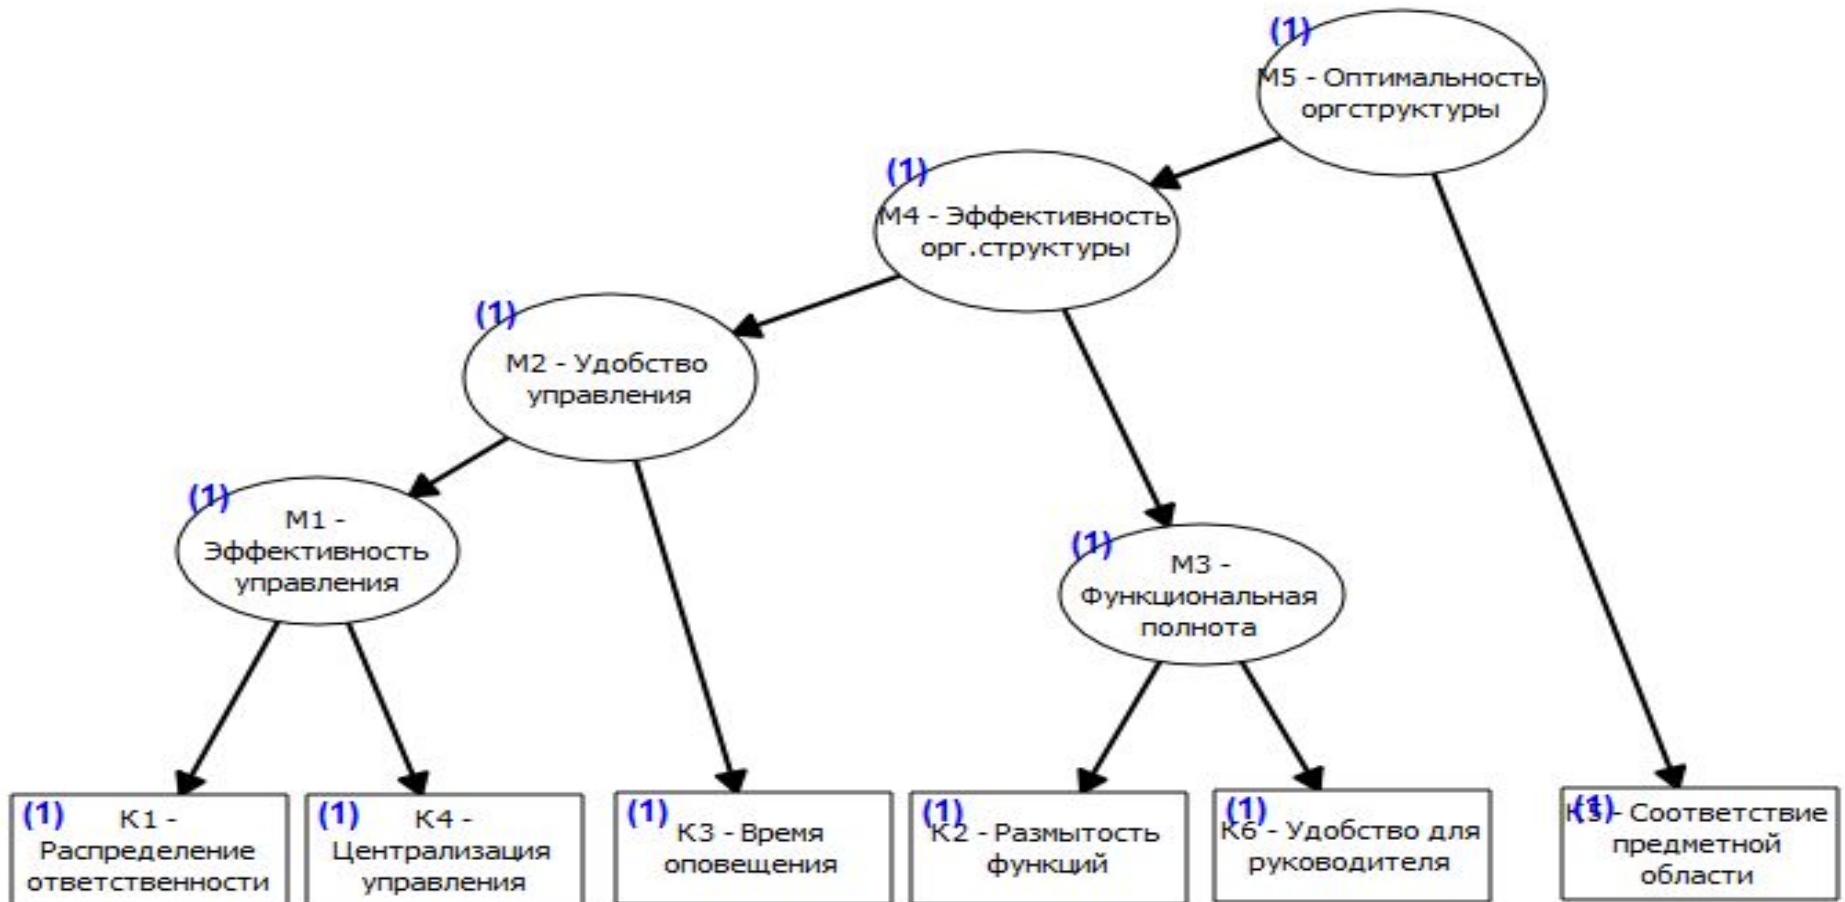 (1)
М5 - Оптимальность
оргструктуры
(1)
М4 - Эффективность
орг.структуры
(1)
М2 - Удобство
управления
(1)
М1 -
Эффективность
управления
(1)
М3 -
Функциональная
полнота
(1)
К1 -
Распределение
ответственности
(1)
К4 -
Централизация
управления
(1)
К3 - Время
оповещения
(1)
К2 - Размытость
функций
(1)
К6 - Удобство для
руководителя
(1)
К5 - Соответствие
предметной
области